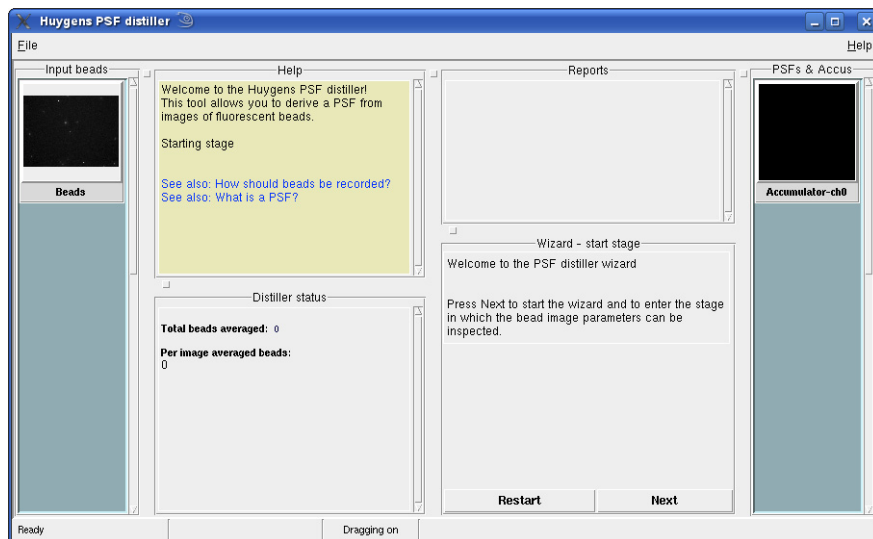 Huygens PSF distiller
File
Help
Input beads
Beads
Help
Welcome to the Huygens PSF distiller!
This tool allows you to derive a PSF from
images of fluorescent beads.
Starting stage
See also: How should beads be recorded?
See also: What is a PSF?
Distiller status
Total beads averaged: 0
Per image averaged beads:
0
Reports
Wizard - start stage
Welcome to the PSF distiller wizard
Press Next to start the wizard and to enter the stage
in which the bead image parameters can be
inspected.
Restart
Next
PSFs & Accus
Accumulator-ch0
Ready
Dragging on